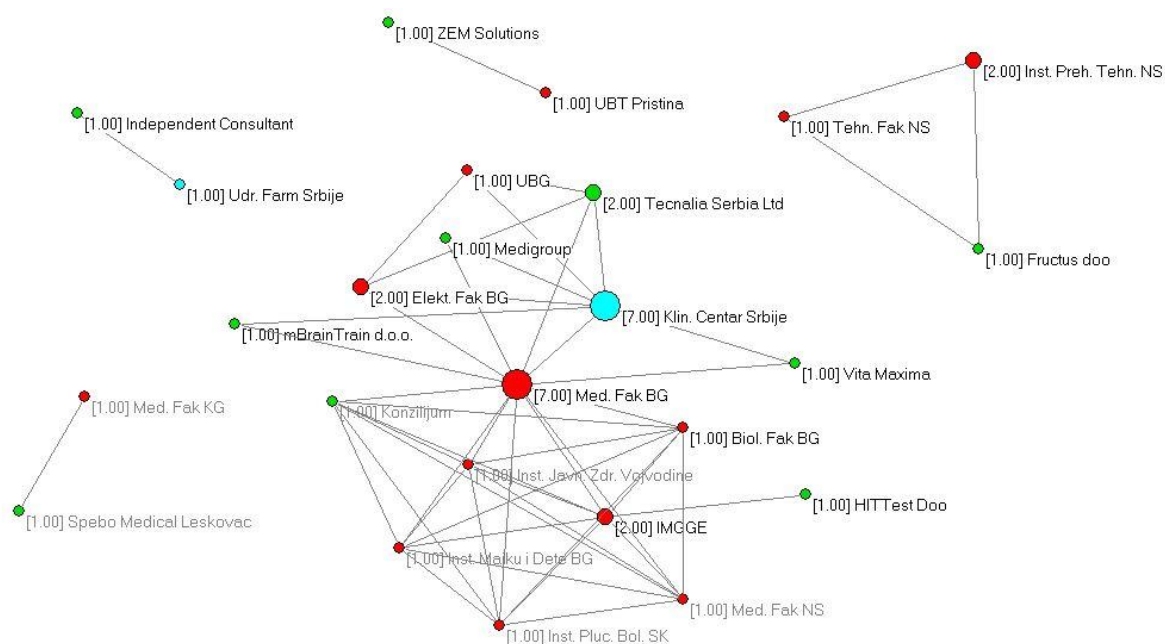 [1.00] ZEM Solutions
[2.00] Inst. Preh. Tehn. NS
[1.00] UBT Pristina
[1.00] Independent Consultant
[1.00] Tehn. Fak NS
[1.00] UBG
[1.00] Udr. Farm Srbije
[2.00] Tecnalia Serbia Ltd
[1.00] Medigroup
[1.00] Fructus doo
[2.00] Elekt. Fak BG
[7.00] Klin. Centar Srbije
[1.00] mBrainTrain d.o.o.
[1.00] Vita Maxima
[7.00] Med. Fak BG
[1.00] Med. Fak KG
[1.00] Konzilijum
[1.00] Biol. Fak BG
[1.00] Inst. Javn. Zdr. Vojvodine
[1.00] HITTest Doo
[1.00] Spebo Medical Leskovac
[2.00] IMGGE
[1.00] Inst. Majku i Dete BG
[1.00] Med. Fak NS
[1.00] Inst. Pluc. Bol. SK